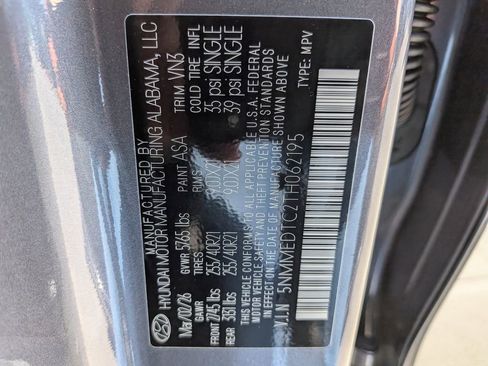 MANUFACTURED BY
HYUNDAI MOTOR MANUFACTURING ALABAMA, LLC
Mar/02/26 GVWR 5765 lbs PAINT A5A TRIM VN3
GAWR TIRE SIZE COLD TIRE INFL
FRONT 2745 lbs 255/40R21 35 psi SINGLE
REAR 3351 lbs 255/40R21 39 psi SINGLE
THIS VEHICLE CONFORMS TO ALL APPLICABLE U.S.A. FEDERAL
MOTOR VEHICLE SAFETY AND THEFT PREVENTION STANDARDS
IN EFFECT ON THE DATE OF MANUFACTURE SHOWN ABOVE
V.I.N 5NMMEDTC2TH062195 TYPE: MPV